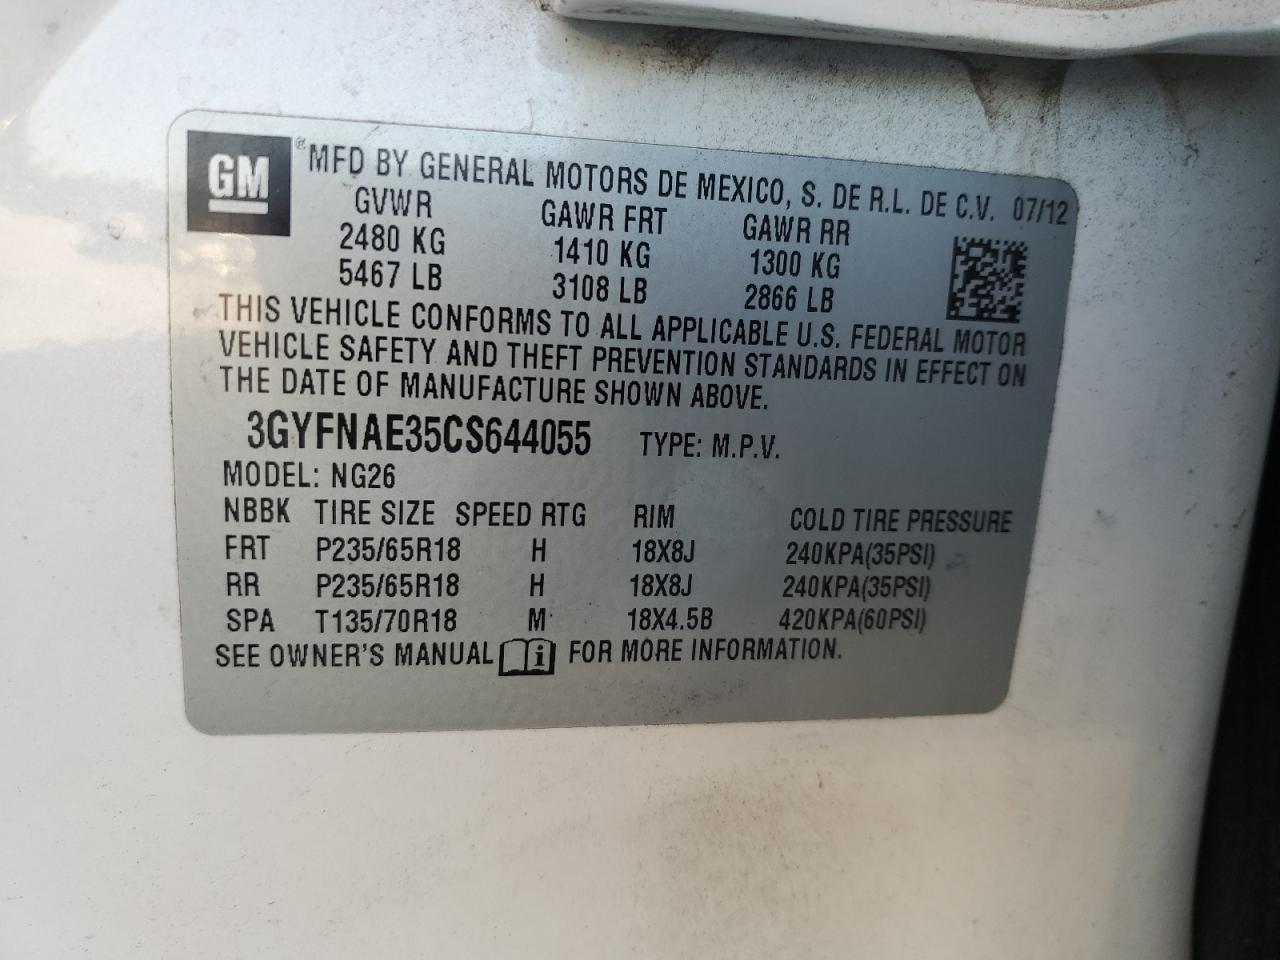 GM ® MFD BY GENERAL MOTORS DE MEXICO, S. DE R.L. DE C.V. 07/12
GVWR GAWR FRT GAWR RR
2480 KG 1410 KG 1300 KG
5467 LB 3108 LB 2866 LB
THIS VEHICLE CONFORMS TO ALL APPLICABLE U.S. FEDERAL MOTOR
VEHICLE SAFETY AND THEFT PREVENTION STANDARDS IN EFFECT ON
THE DATE OF MANUFACTURE SHOWN ABOVE.
3GYFNAE35CS644055 TYPE: M.P.V.
MODEL: NG26
NBBK TIRE SIZE SPEED RTG RIM COLD TIRE PRESSURE
FRT P235/65R18 H 18X8J 240KPA(35PSI)
RR P235/65R18 H 18X8J 240KPA(35PSI)
SPA T135/70R18 M 18X4.5B 420KPA(60PSI)
SEE OWNER'S MANUAL i FOR MORE INFORMATION.